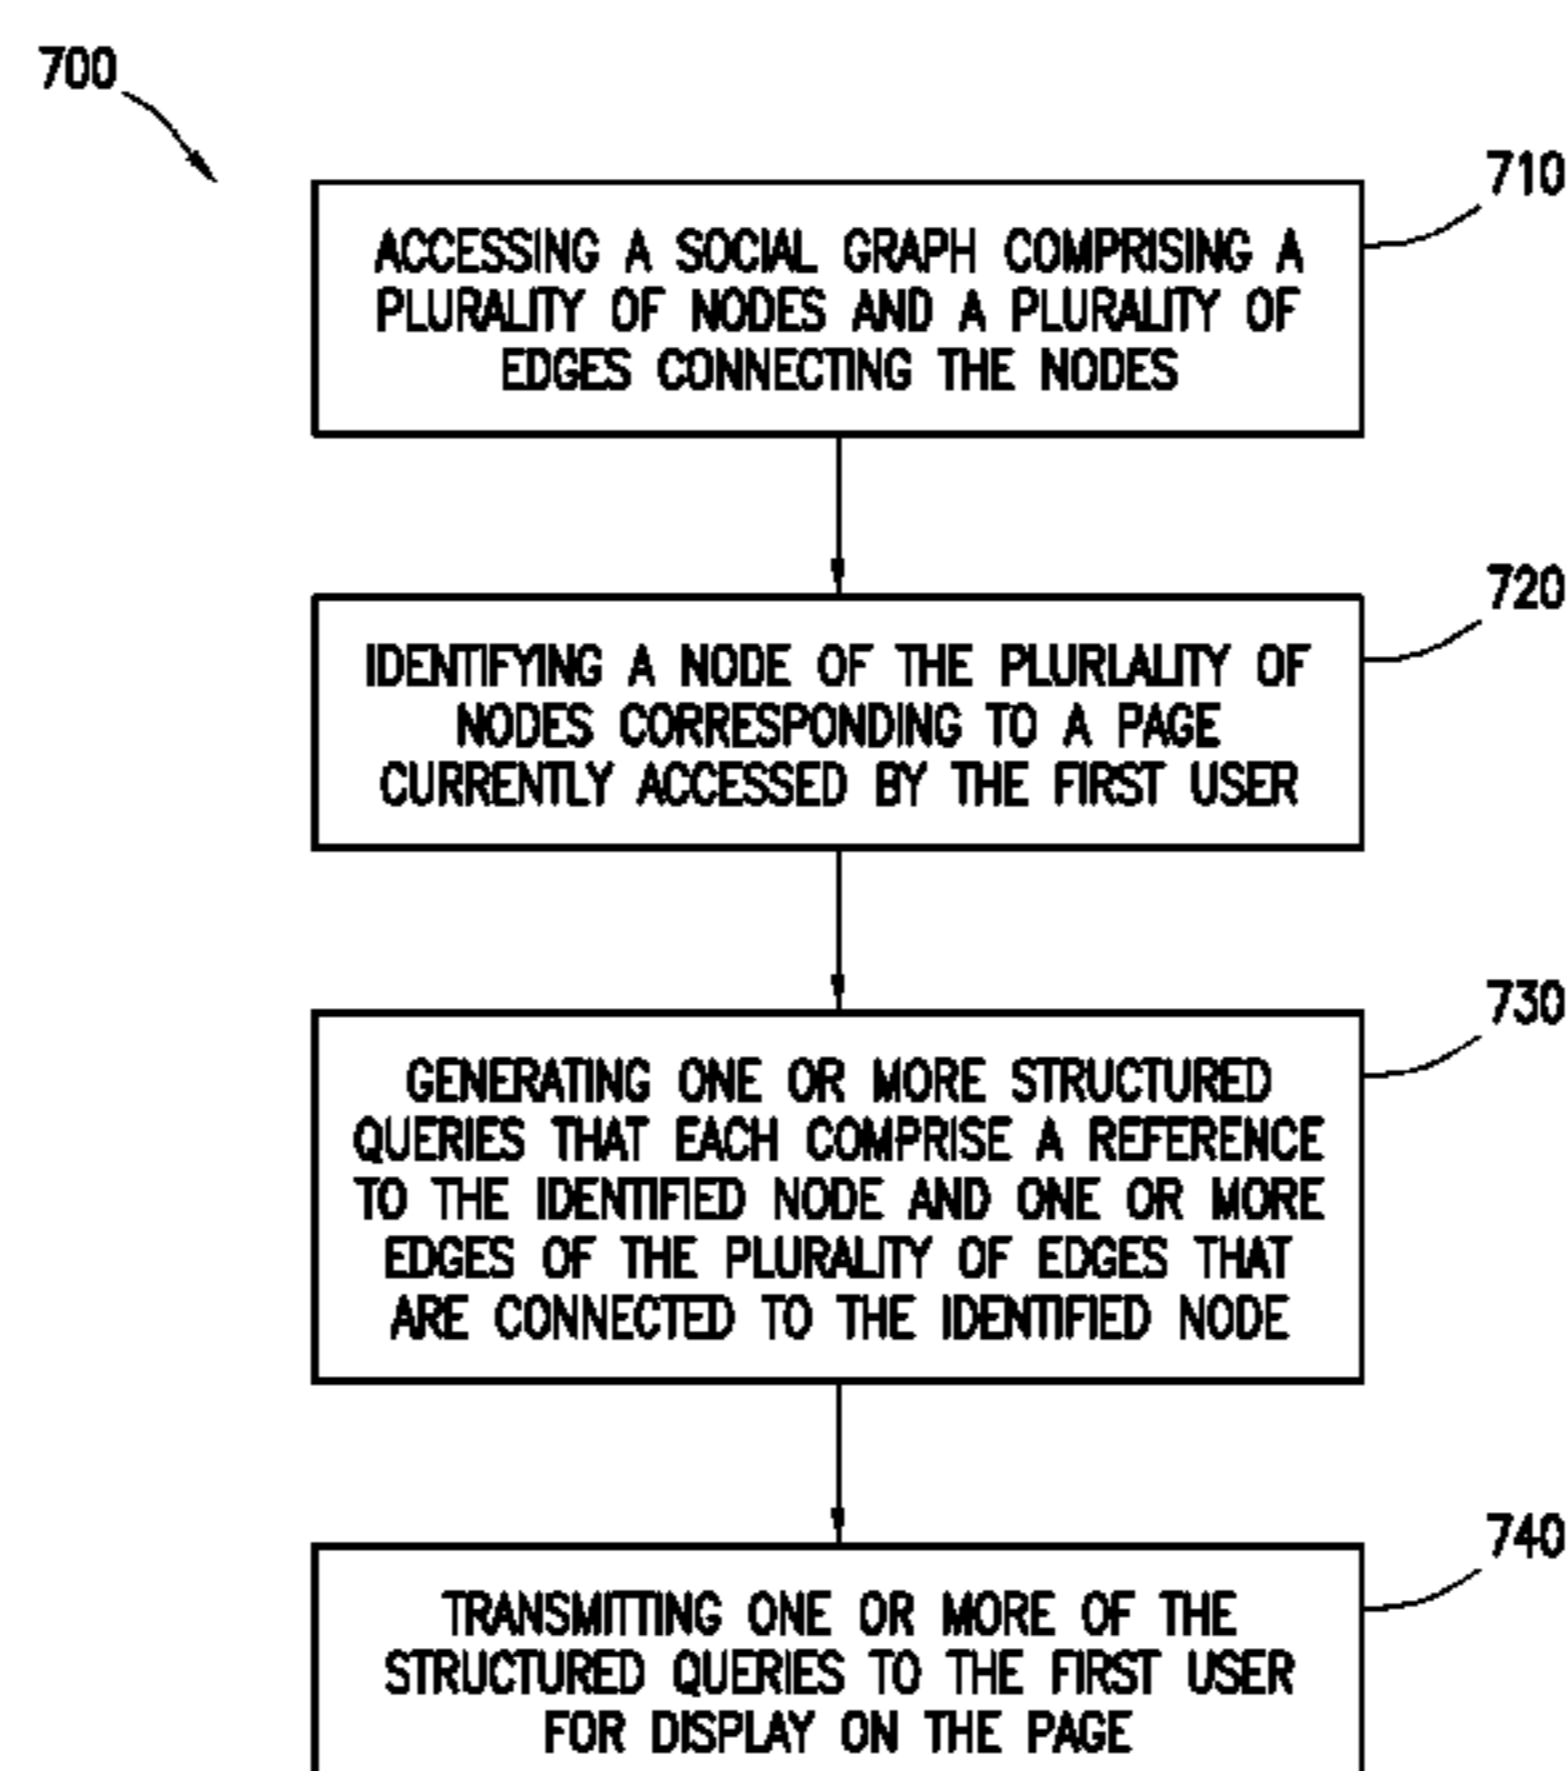 700
710
ACCESSING A SOCIAL GRAPH COMPRISING A
PLURALITY OF NODES AND A PLURALITY OF
EDGES CONNECTING THE NODES
720
IDENTIFYING A NODE OF THE PLURLALITY OF
NODES CORRESPONDING TO A PAGE
CURRENTLY ACCESSED BY THE FIRST USER
730
GENERATING ONE OR MORE STRUCTURED
QUERIES THAT EACH COMPRISE A REFERENCE
TO THE IDENTIFIED NODE AND ONE OR MORE
EDGES OF THE PLURALITY OF EDGES THAT
ARE CONNECTED TO THE IDENTIFIED NODE
740
TRANSMITTING ONE OR MORE OF THE
STRUCTURED QUERIES TO THE FIRST USER
FOR DISPLAY ON THE PAGE